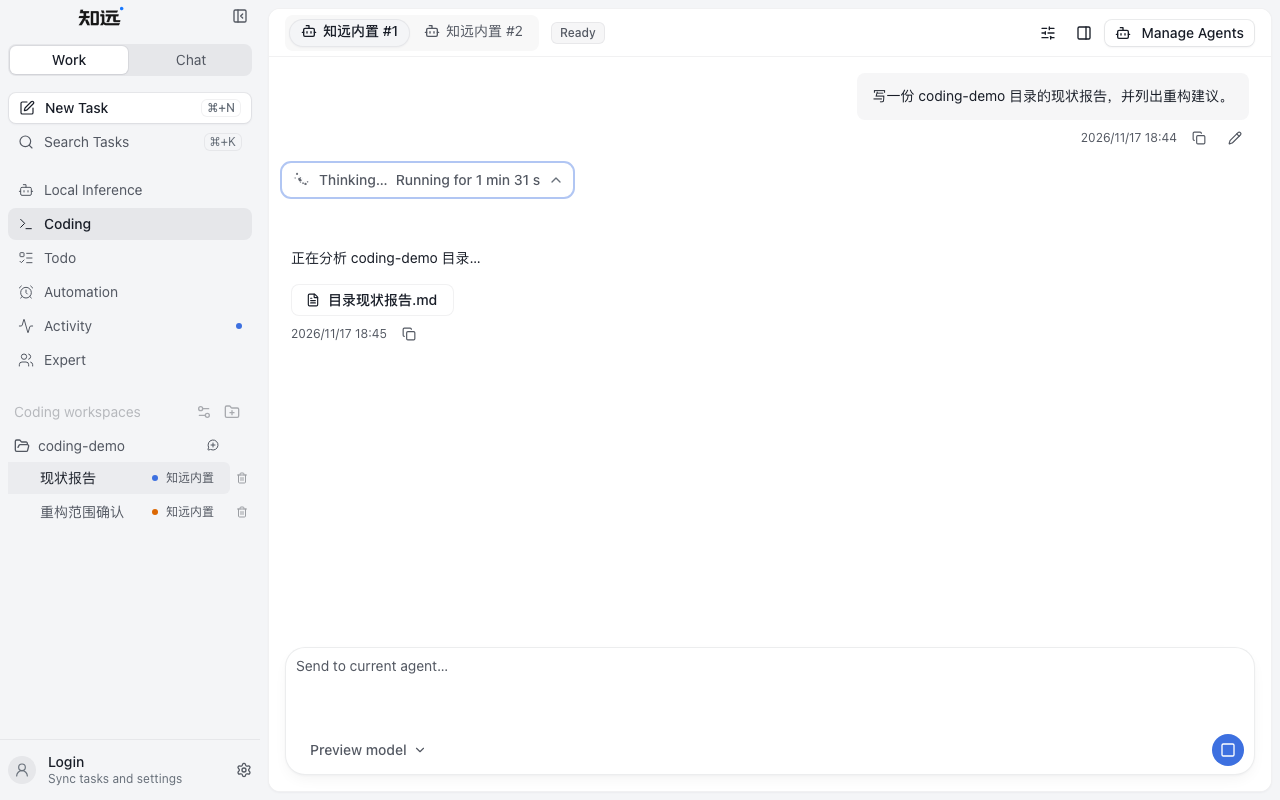 知远
Work
Chat
New Task
⌘+N
Search Tasks
⌘+K
Local Inference
Coding
Todo
Automation
Activity
Expert
Coding workspaces
coding-demo
现状报告
知远内置
重构范围确认
知远内置
Login
Sync tasks and settings
知远内置 #1
知远内置 #2
Ready
Manage Agents
写一份 coding-demo 目录的现状报告，并列出重构建议。
2026/11/17 18:44
Thinking... Running for 1 min 31 s
正在分析 coding-demo 目录...
目录现状报告.md
2026/11/17 18:45
Send to current agent...
Preview model